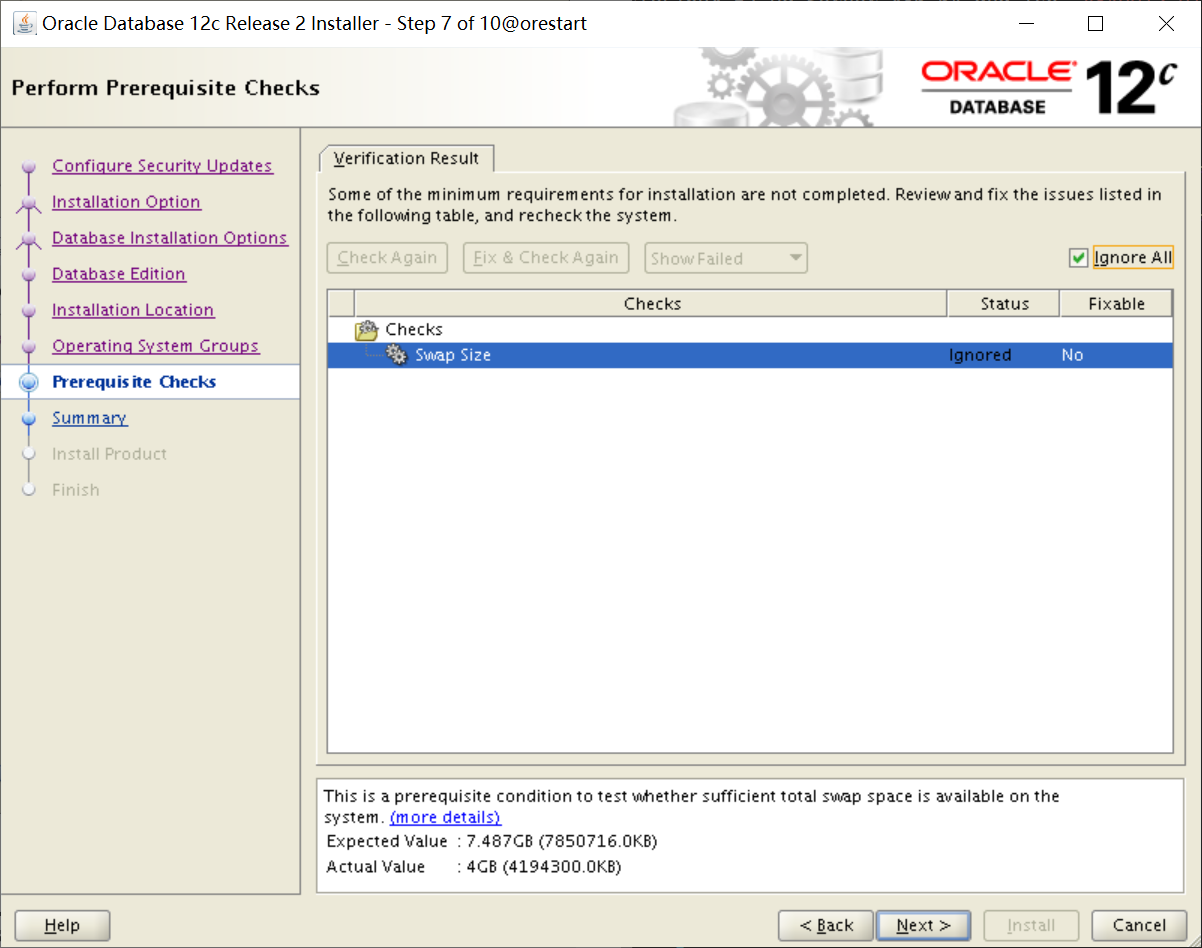 Oracle Database 12c Release 2 Installer - Step 7 of 10@orestart
Perform Prerequisite Checks
ORACLE®
DATABASE
12c
Configure Security Updates
Installation Option
Database Installation Options
Database Edition
Installation Location
Operating System Groups
Prerequisite Checks
Summary
Install Product
Finish
Verification Result
Some of the minimum requirements for installation are not completed. Review and fix the issues listed in
the following table, and recheck the system.
Check Again Fix & Check Again Show Failed Ignore All
Checks Status Fixable
Checks
Swap Size Ignored No
This is a prerequisite condition to test whether sufficient total swap space is available on the
system. (more details)
Expected Value : 7.487GB (7850716.0KB)
Actual Value : 4GB (4194300.0KB)
Help < Back Next > Install Cancel